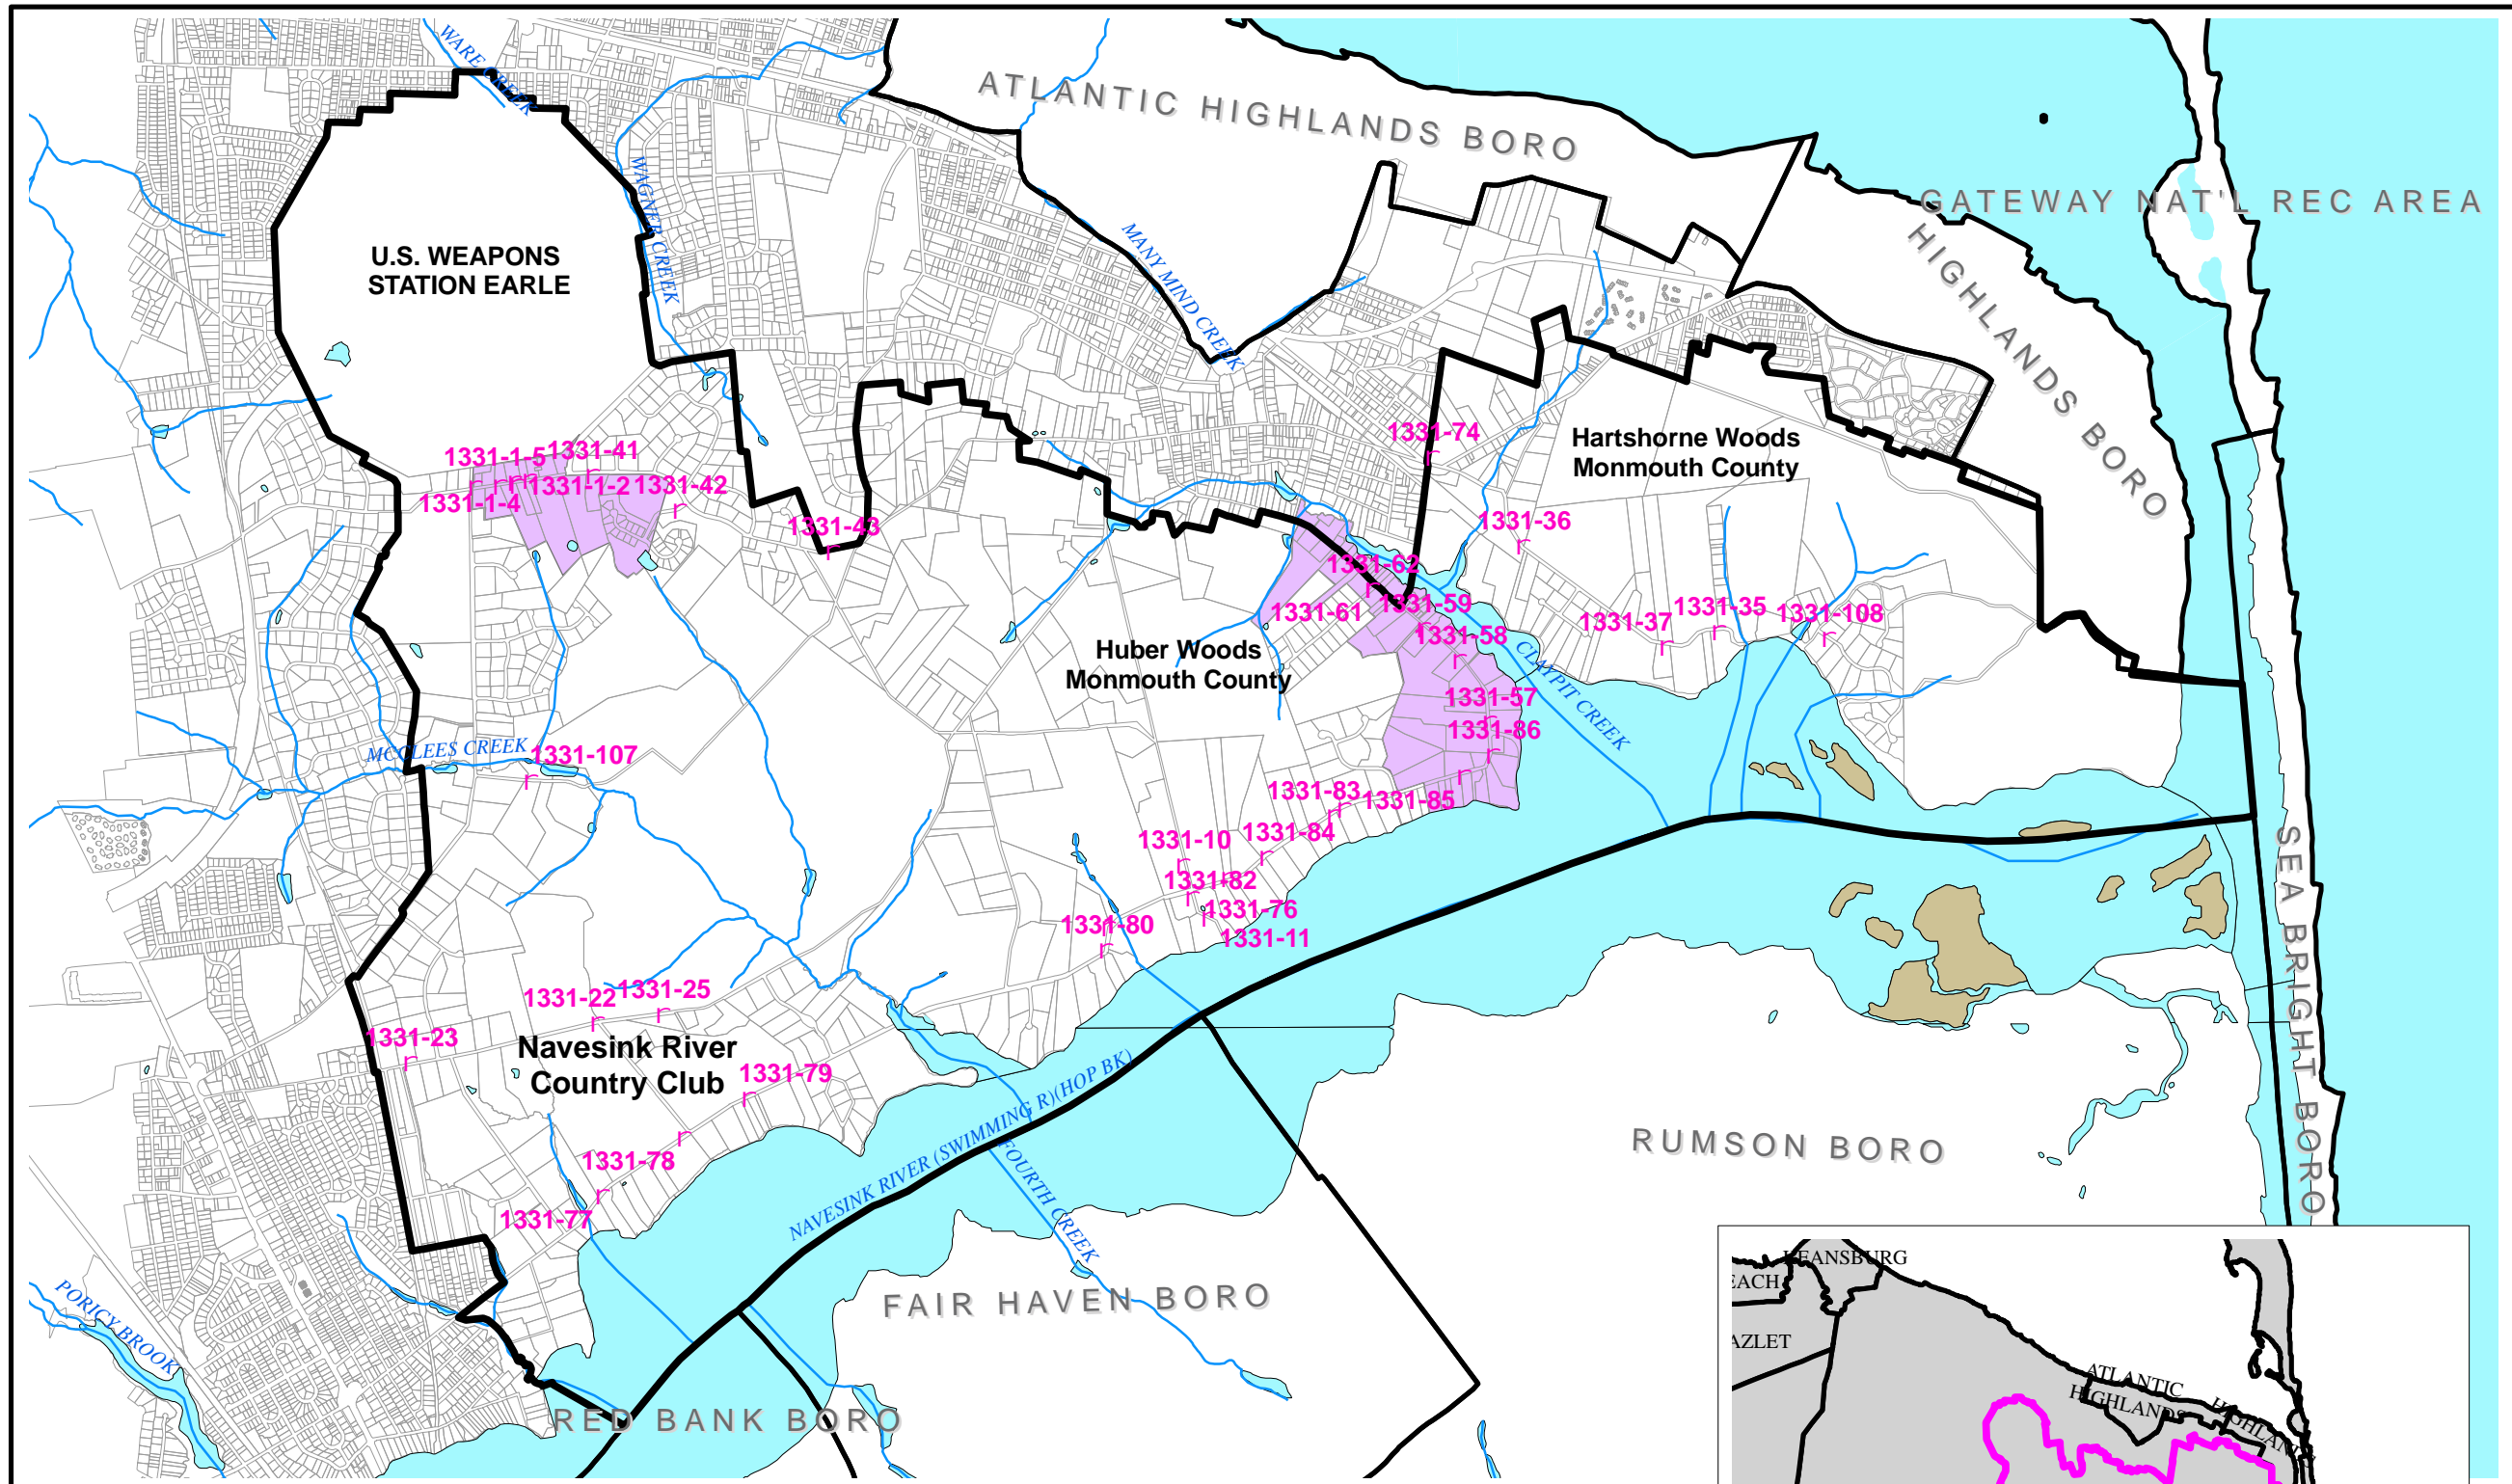 WARE CREEK
ATLANTIC HIGHLANDS BORO
WAGNER CREEK
GATEWAY NAT'L REC AREA
U.S. WEAPONS
STATION EARLE
MANY MIND CREEK
HIGHLANDS BORO
1331-74
Hartshorne Woods
Monmouth County
1331-1-5
1331-41
1331-1-4
1331-1-2
1331-42
1331-43
1331-36
1331-62
1331-61
1331-59
1331-58
1331-37
1331-35
1331-108
Huber Woods
Monmouth County
CLAYPIT CREEK
1331-57
1331-86
MCCLEES CREEK
1331-107
1331-83
1331-85
1331-84
1331-10
1331-82
1331-76
1331-80
1331-11
SEA BRIGHT BORO
1331-22
1331-25
1331-23
Navesink River
Country Club
1331-79
NAVESINK RIVER (SWIMMING R)(HOP BK)
FOURTH CREEK
RUMSON BORO
1331-78
1331-77
PORICY BROOK
FAIR HAVEN BORO
RED BANK BORO
KEANSBURG
EACH
AZLET
ATLANTIC
HIGHLANDS
HIGHLANDS